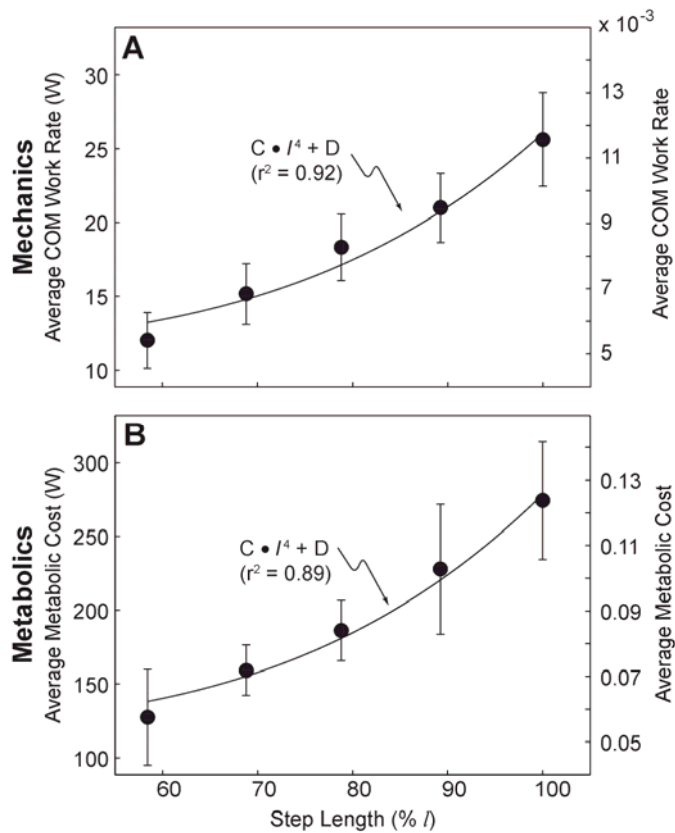 A
x 10⁻³
Mechanics
Average COM Work Rate (W)
30
25
20
15
10
C • l⁴ + D
(r² = 0.92)
13
11
9
7
5
Average COM Work Rate
B
Metabolics
Average Metabolic Cost (W)
300
250
200
150
100
C • l⁴ + D
(r² = 0.89)
0.13
0.11
0.09
0.07
0.05
Average Metabolic Cost
60 70 80 90 100
Step Length (% l)